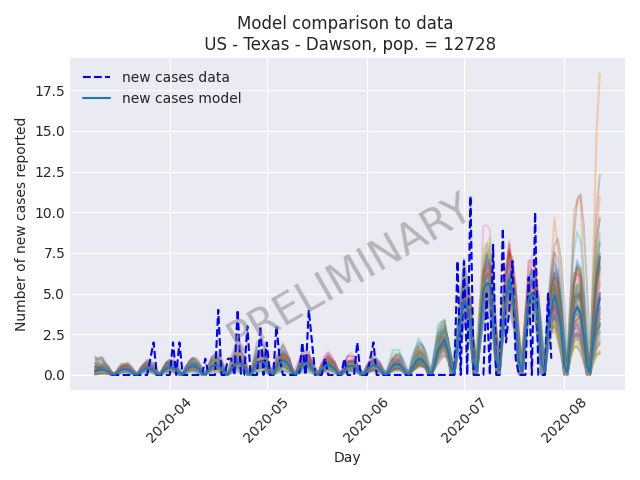 Model comparison to data
US - Texas - Dawson, pop. = 12728
new cases data
new cases model
Number of new cases reported
17.5
15.0
12.5
10.0
7.5
5.0
2.5
0.0
PRELIMINARY
2020-04
2020-05
2020-06
2020-07
2020-08
Day